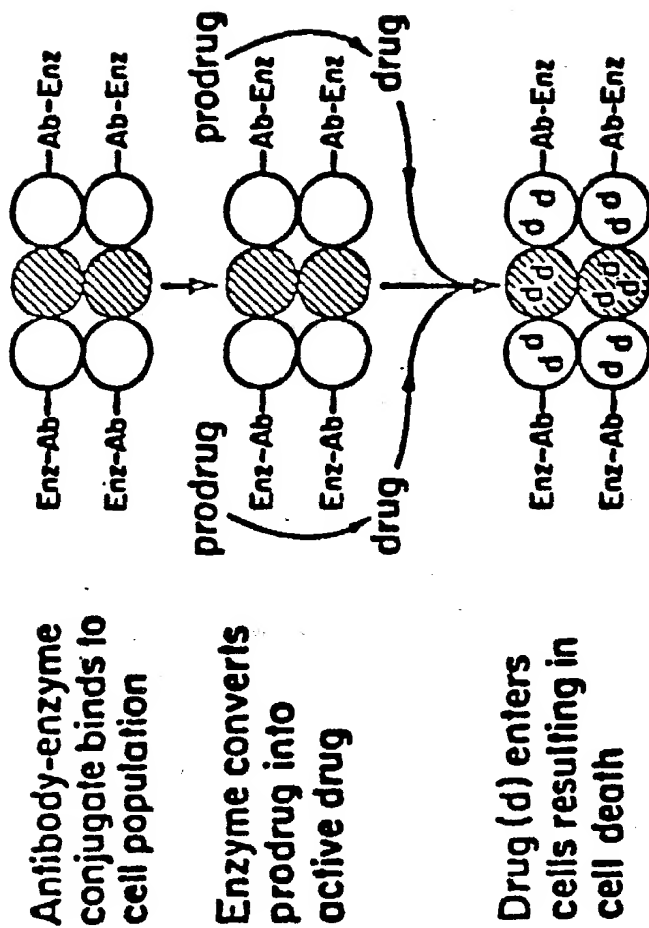 Antibody-enzyme
conjugate binds to
cell population
Enz-Ab-
-Ab-Enz
Enz-Ab-
-Ab-Enz
Enzyme converts
prodrug into
active drug
prodrug
prodrug
Enz-Ab-
-Ab-Enz
Enz-Ab-
-Ab-Enz
drug
drug
Drug (d) enters
cells resulting in
cell death
Enz-Ab-
d d
d d
d d
-Ab-Enz
Enz-Ab-
d d
d d d
d d
-Ab-Enz